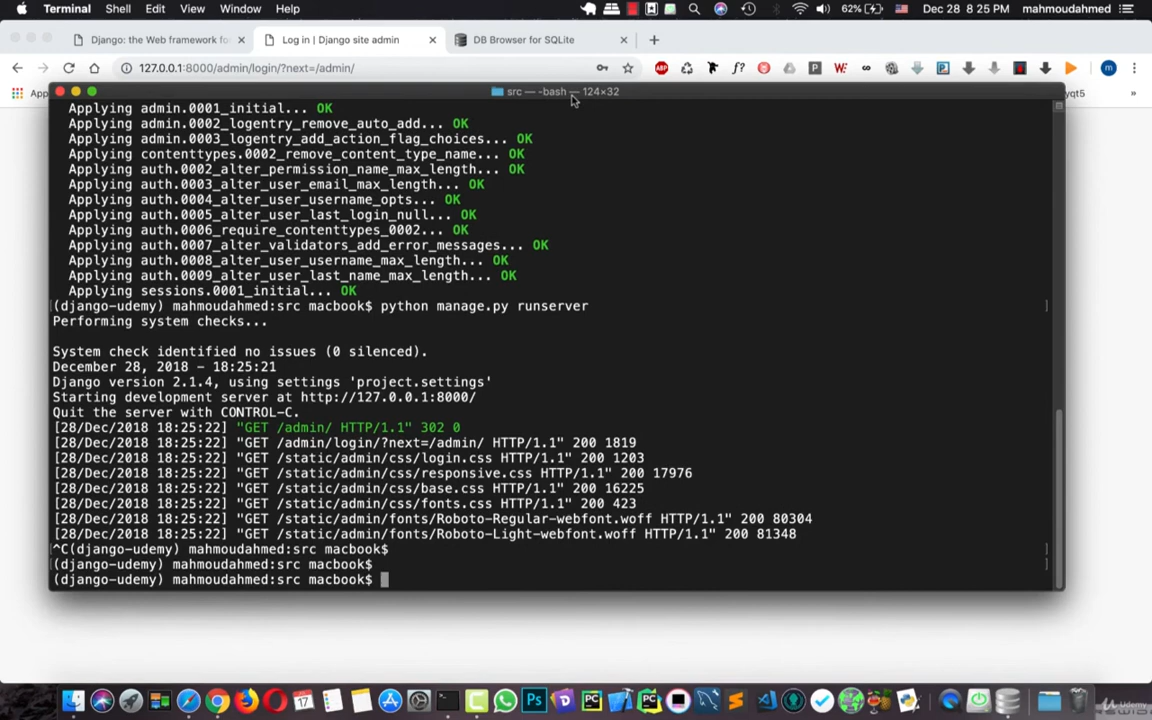 Terminal Shell Edit View Window Help 62% Dec 28 8:25 PM mahmoudahmed
Django: the Web framework fo Log in | Django site admin DB Browser for SQLite
127.0.0.1:8000/admin/login/?next=/admin/ ABP f? P W m
App src — -bash — 124×32 yqt5 »
Applying admin.0001_initial... OK
Applying admin.0002_logentry_remove_auto_add... OK
Applying admin.0003_logentry_add_action_flag_choices... OK
Applying contenttypes.0002_remove_content_type_name... OK
Applying auth.0002_alter_permission_name_max_length... OK
Applying auth.0003_alter_user_email_max_length... OK
Applying auth.0004_alter_user_username_opts... OK
Applying auth.0005_alter_user_last_login_null... OK
Applying auth.0006_require_contenttypes_0002... OK
Applying auth.0007_alter_validators_add_error_messages... OK
Applying auth.0008_alter_user_username_max_length... OK
Applying auth.0009_alter_user_last_name_max_length... OK
Applying sessions.0001_initial... OK
[(django-udemy) mahmoudahmed:src macbook$ python manage.py runserver ]
Performing system checks...
System check identified no issues (0 silenced).
December 28, 2018 - 18:25:21
Django version 2.1.4, using settings 'project.settings'
Starting development server at http://127.0.0.1:8000/
Quit the server with CONTROL-C.
[28/Dec/2018 18:25:22] "GET /admin/ HTTP/1.1" 302 0
[28/Dec/2018 18:25:22] "GET /admin/login/?next=/admin/ HTTP/1.1" 200 1819
[28/Dec/2018 18:25:22] "GET /static/admin/css/login.css HTTP/1.1" 200 1203
[28/Dec/2018 18:25:22] "GET /static/admin/css/responsive.css HTTP/1.1" 200 17976
[28/Dec/2018 18:25:22] "GET /static/admin/css/base.css HTTP/1.1" 200 16225
[28/Dec/2018 18:25:22] "GET /static/admin/css/fonts.css HTTP/1.1" 200 423
[28/Dec/2018 18:25:22] "GET /static/admin/fonts/Roboto-Regular-webfont.woff HTTP/1.1" 200 80304
[28/Dec/2018 18:25:22] "GET /static/admin/fonts/Roboto-Light-webfont.woff HTTP/1.1" 200 81348
^C(django-udemy) mahmoudahmed:src macbook$ ]
[(django-udemy) mahmoudahmed:src macbook$ ]
(django-udemy) mahmoudahmed:src macbook$
17 Ps PC PC Udemy